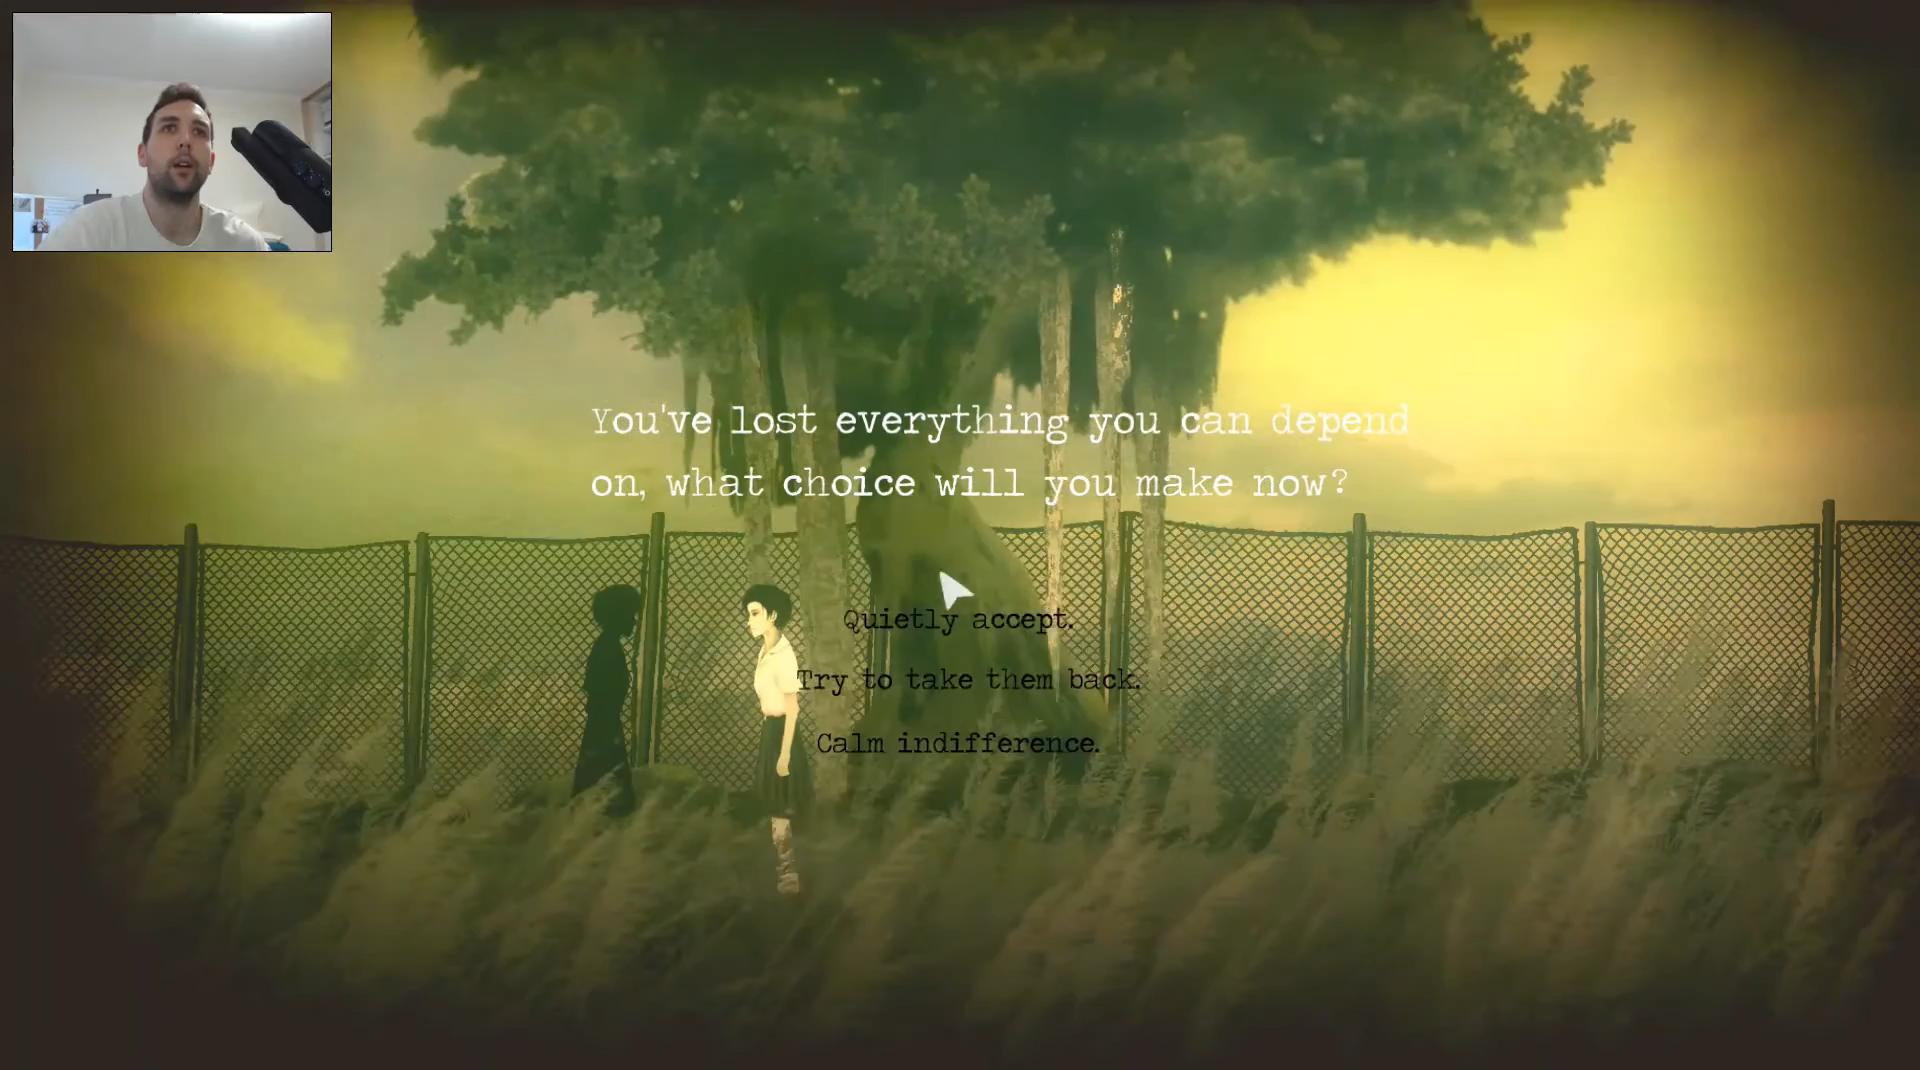 You've lost everything you can depend
on, what choice will you make now?
Quietly accept.
Try to take them back.
Calm indifference.